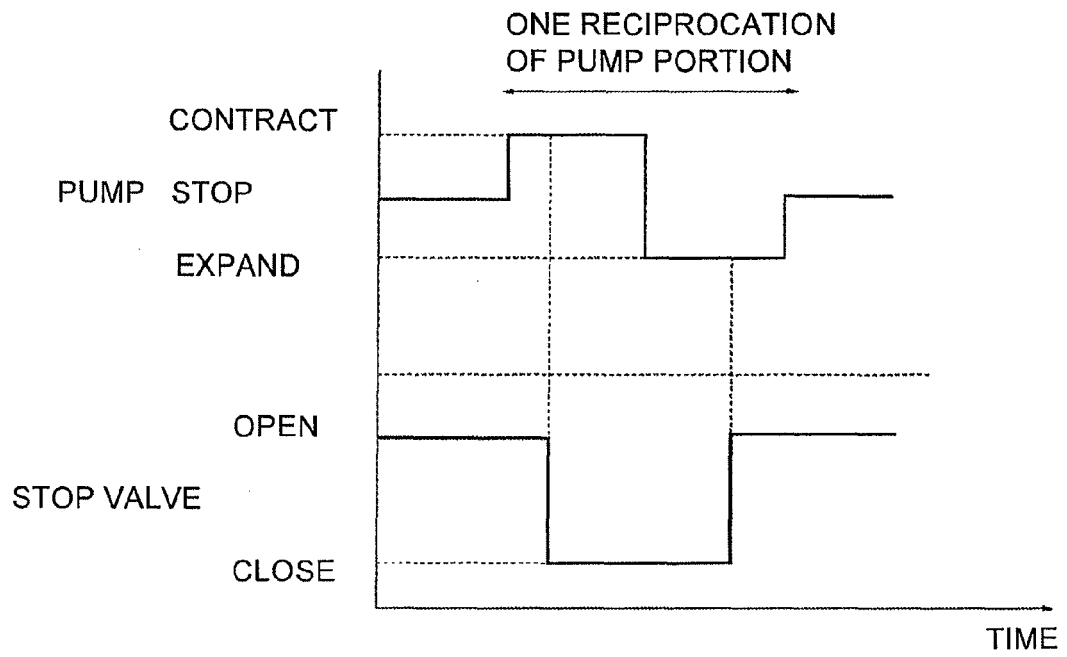 ONE RECIPROCATION
OF PUMP PORTION
CONTRACT
PUMP STOP
EXPAND
OPEN
STOP VALVE
CLOSE
TIME